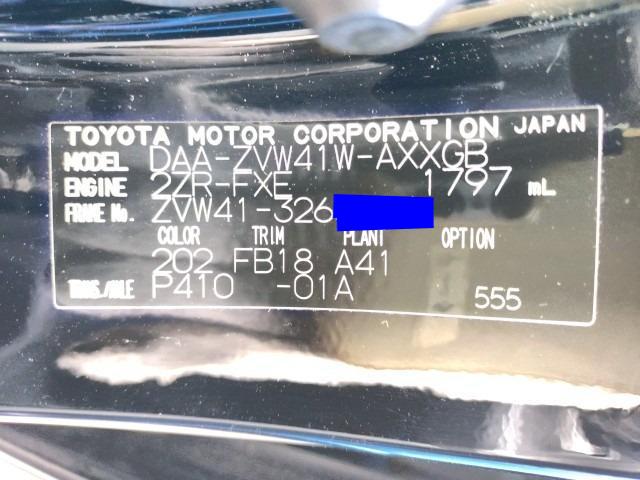 TOYOTA MOTOR CORPORATION JAPAN
MODEL DAA-ZVW41W-AXXGB
ENGINE 2ZR-FXE 1797 mL
FRAME No. ZVW41-326
COLOR TRIM PLANT OPTION
202 FB18 A41
TRANS./AXLE P410 -01A 555